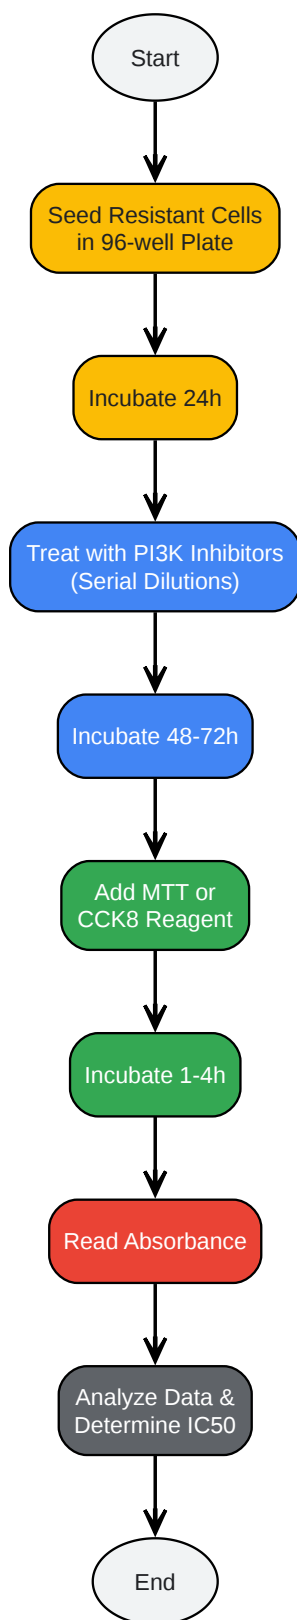 Start
Seed Resistant Cells
in 96-well Plate
Incubate 24h
Treat with PI3K Inhibitors
(Serial Dilutions)
Incubate 48-72h
Add MTT or
CCK8 Reagent
Incubate 1-4h
Read Absorbance
Analyze Data &
Determine IC50
End